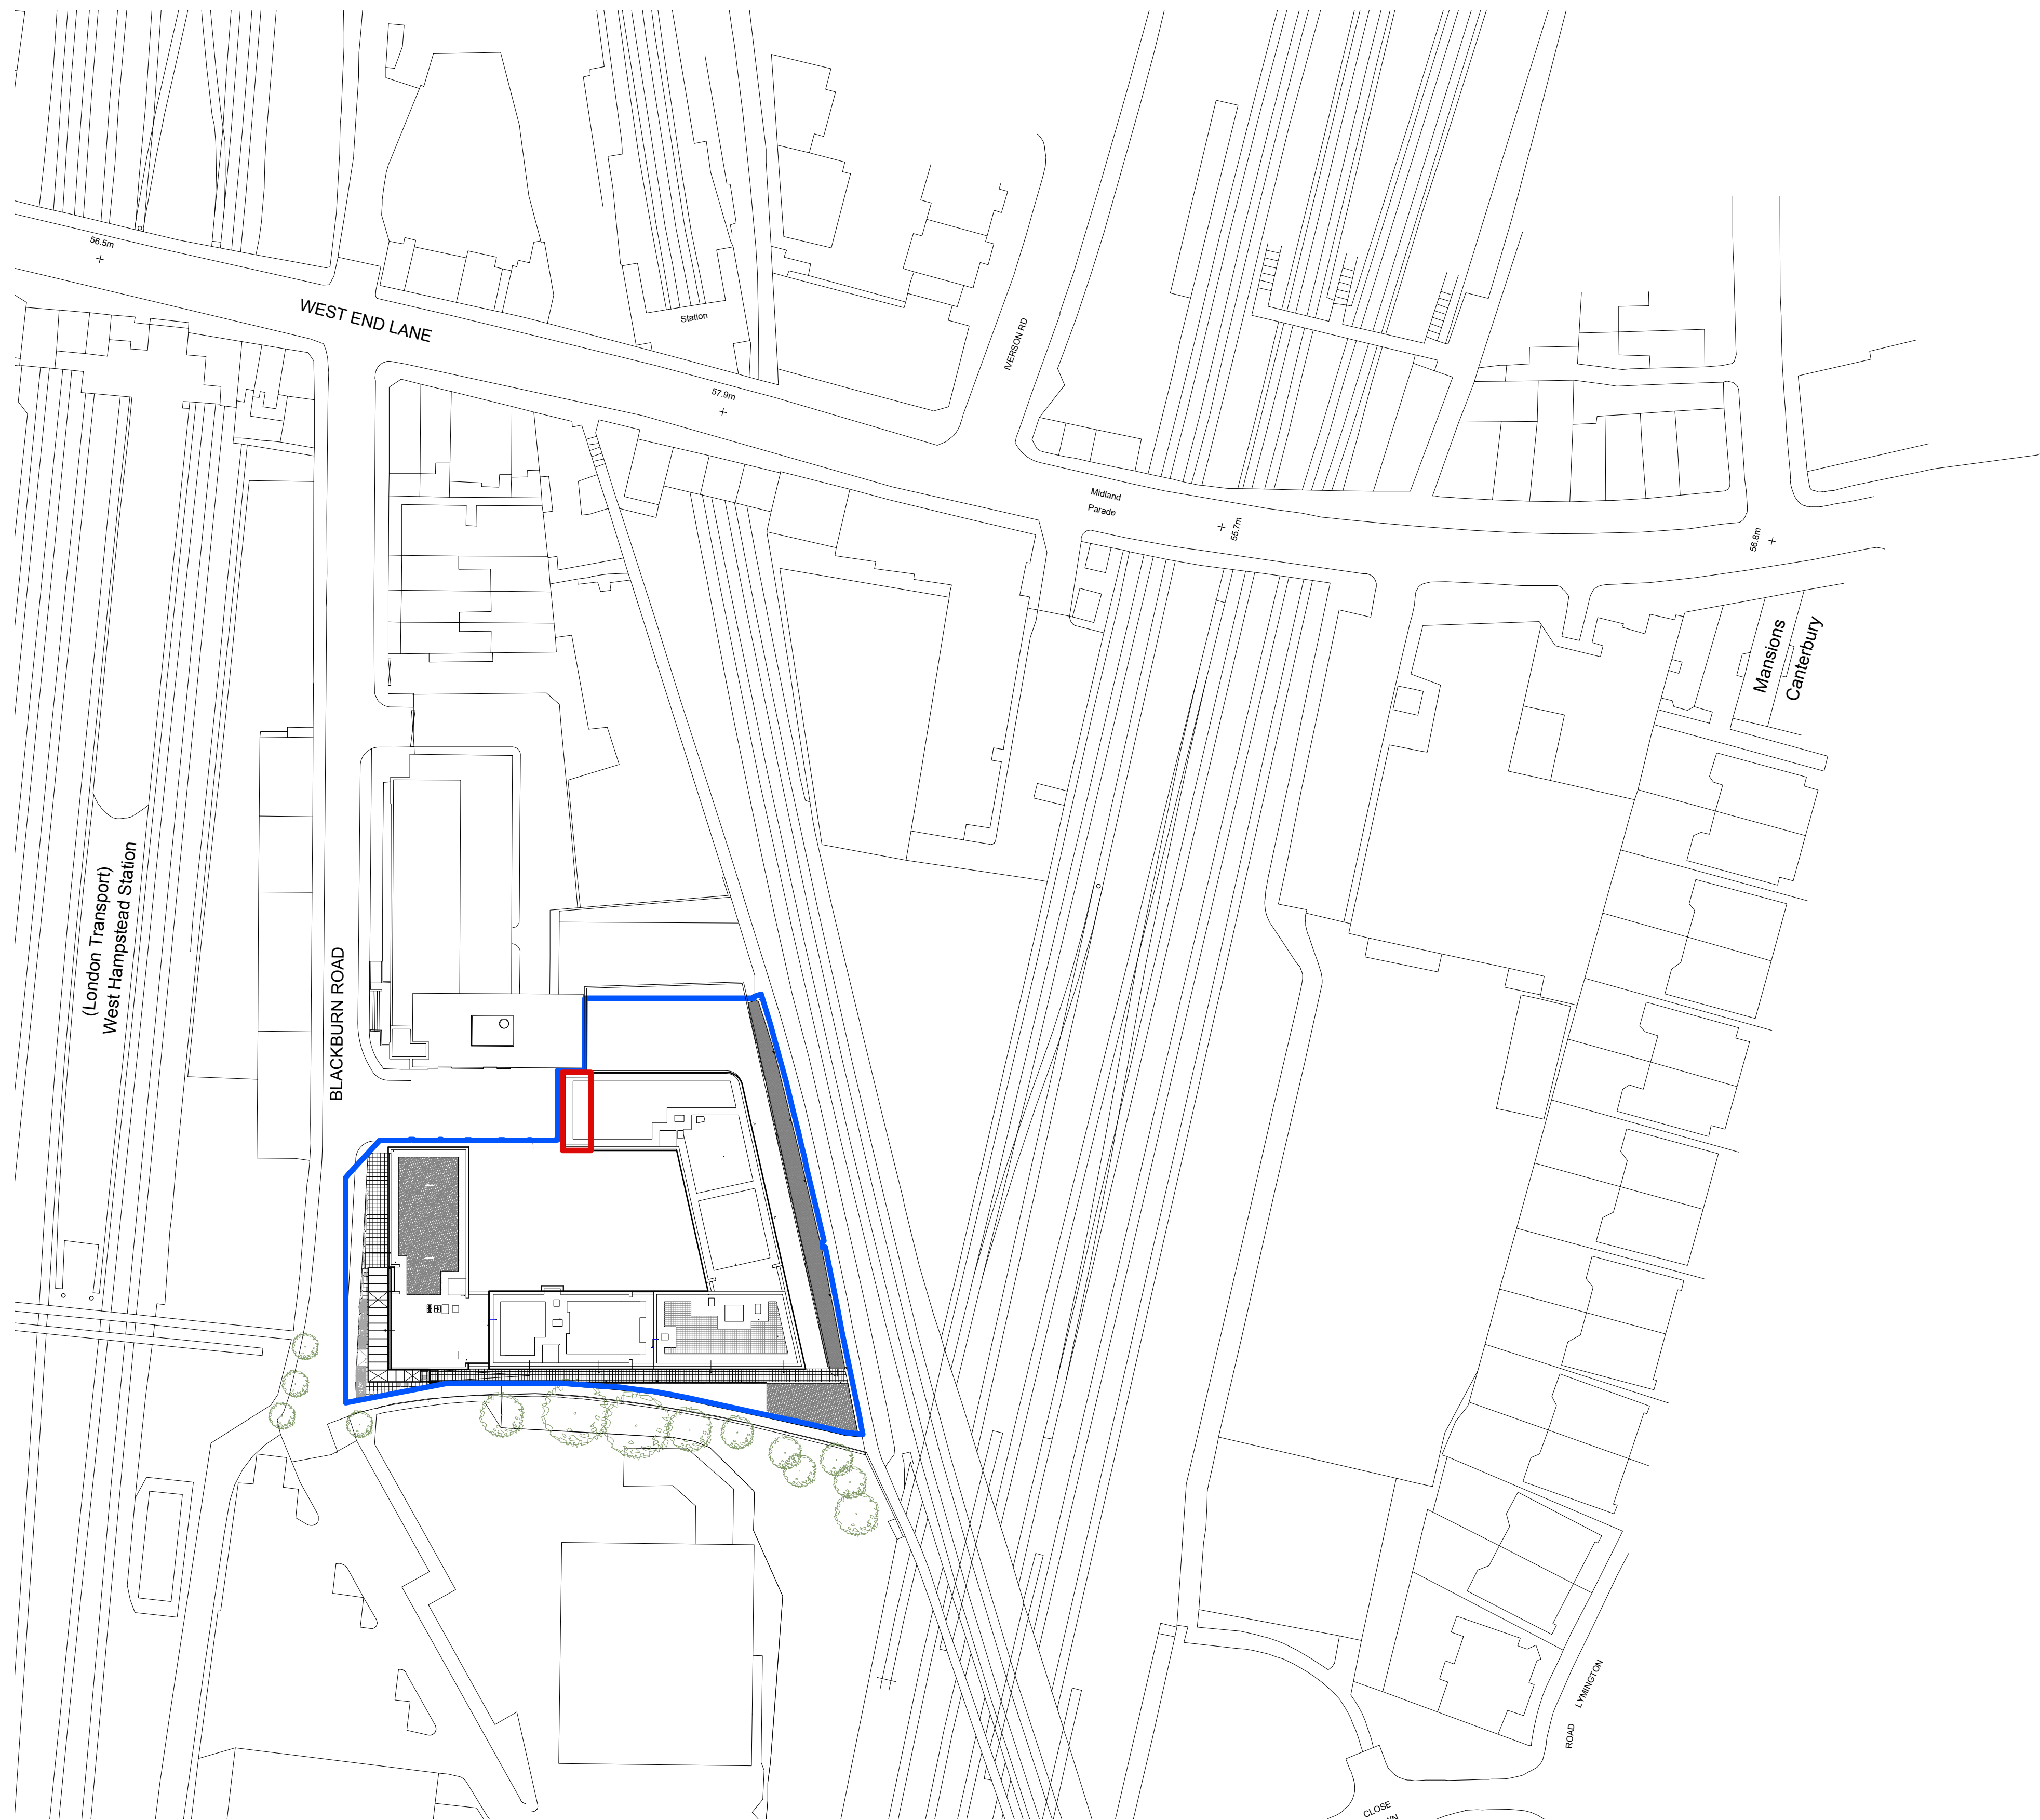 56.5m
WEST END LANE
Station
57.9m
IVERSON RD
Midland
Parade
55.7m
56.8m
Mansions
Canterbury
(London Transport)
West Hampstead Station
BLACKBURN ROAD
LYMINGTON
ROAD
CLOSE